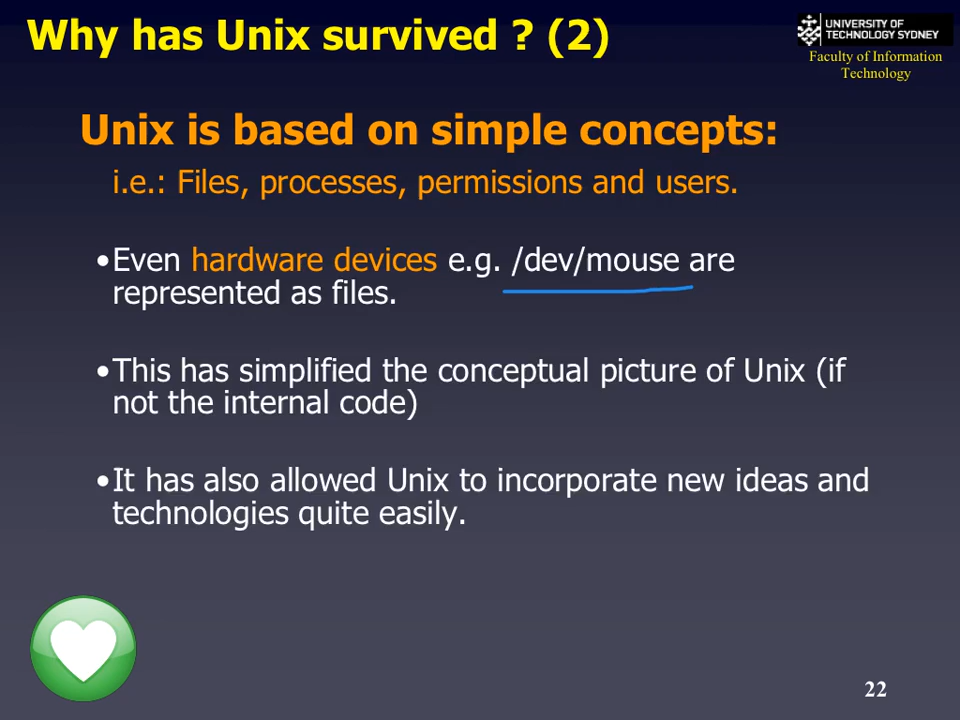 Why has Unix survived ? (2)
UNIVERSITY OF
TECHNOLOGY SYDNEY
Faculty of Information
Technology
Unix is based on simple concepts:
i.e.: Files, processes, permissions and users.
•Even hardware devices e.g. /dev/mouse are
represented as files.
•This has simplified the conceptual picture of Unix (if
not the internal code)
•It has also allowed Unix to incorporate new ideas and
technologies quite easily.
22